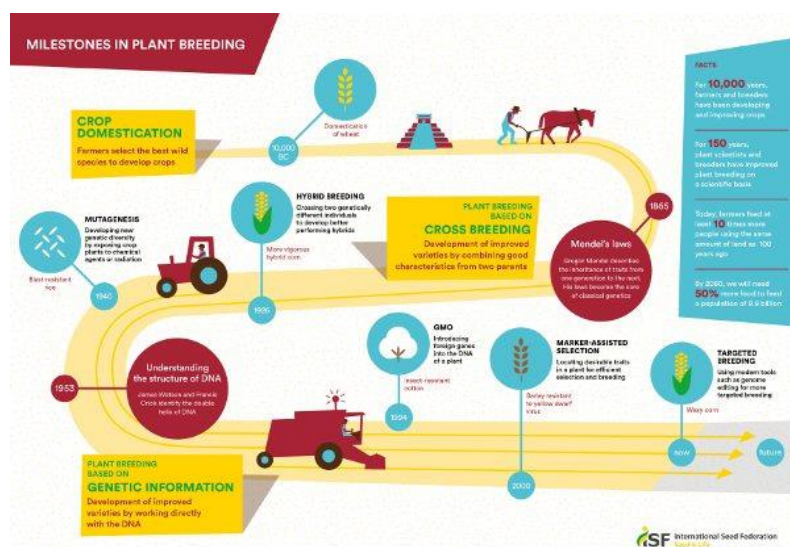 MILESTONES IN PLANT BREEDING
CROP
DOMESTICATION
Farmers select the best wild
species to develop crops
10,000
BC
Domestication
of wheat
FACTS
For 10,000 years,
farmers and breeders
have been developing
and improving crops
For 150 years,
plant scientists and
breeders have improved
plant breeding on
a scientific basis
Today, farmers feed at
least 10 times more
people using the same
amount of land as 100
years ago
By 2050, we will need
50% more food to feed
a population of 9.8 billion
1865
Mendel's laws
Gregor Mendel describes
the inheritance of traits from
one generation to the next.
His laws become the core
of classical genetics
PLANT BREEDING
BASED ON
CROSS BREEDING
Development of improved
varieties by combining good
characteristics from two parents
HYBRID BREEDING
Crossing two genetically
different individuals
to develop better
performing hybrids
More vigorous
hybrid corn
1926
MUTAGENESIS
Developing new
genetic diversity
by exposing crop
plants to chemical
agents or radiation
Blast-resistant
rice
1940
1953
Understanding
the structure of DNA
James Watson and Francis
Crick identify the double
helix of DNA
PLANT BREEDING
BASED ON
GENETIC INFORMATION
Development of improved
varieties by working directly
with the DNA
GMO
Introducing
foreign genes
into the DNA
of a plant
Insect-resistant
cotton
1994
MARKER-ASSISTED
SELECTION
Locating desirable traits
in a plant for efficient
selection and breeding
Barley resistant
to yellow dwarf
virus
2000
TARGETED
BREEDING
Using modern tools
such as genome
editing for more
targeted breeding
Waxy corn
now
future
iSF International Seed Federation